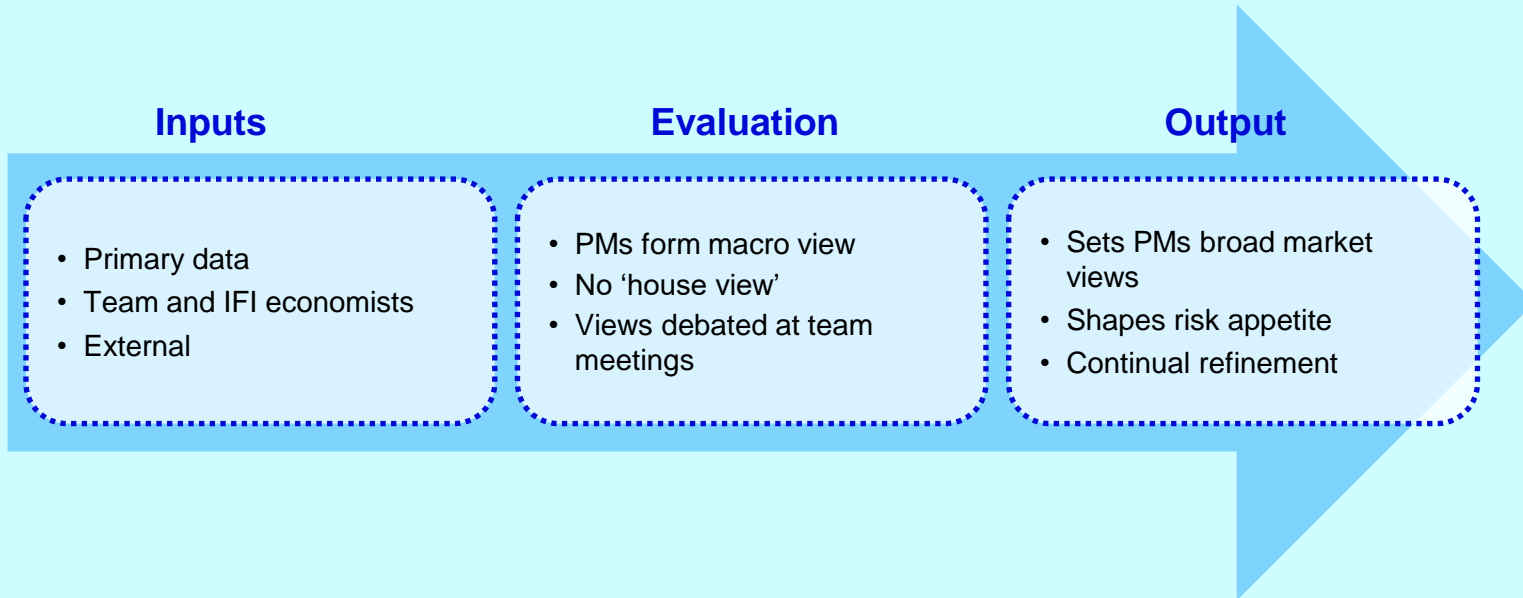 Inputs
• Primary data
• Team and IFI economists
• External
Evaluation
• PMs form macro view
• No ‘house view’
• Views debated at team
meetings
Output
• Sets PMs broad market
views
• Shapes risk appetite
• Continual refinement